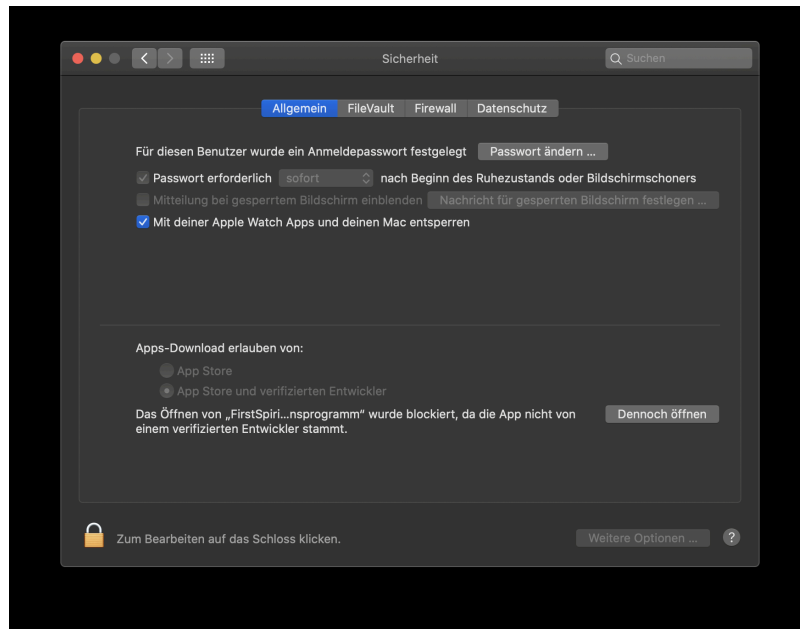 Sicherheit
Suchen
Allgemein FileVault Firewall Datenschutz
Für diesen Benutzer wurde ein Anmeldepasswort festgelegt Passwort ändern ...
Passwort erforderlich sofort nach Beginn des Ruhezustands oder Bildschirmschoners
Mitteilung bei gesperrtem Bildschirm einblenden Nachricht für gesperrten Bildschirm festlegen ...
Mit deiner Apple Watch Apps und deinen Mac entsperren
Apps-Download erlauben von:
App Store
App Store und verifizierten Entwickler
Das Öffnen von „FirstSpiri...nsprogramm“ wurde blockiert, da die App nicht von
einem verifizierten Entwickler stammt.
Dennoch öffnen
Zum Bearbeiten auf das Schloss klicken.
Weitere Optionen ... ?